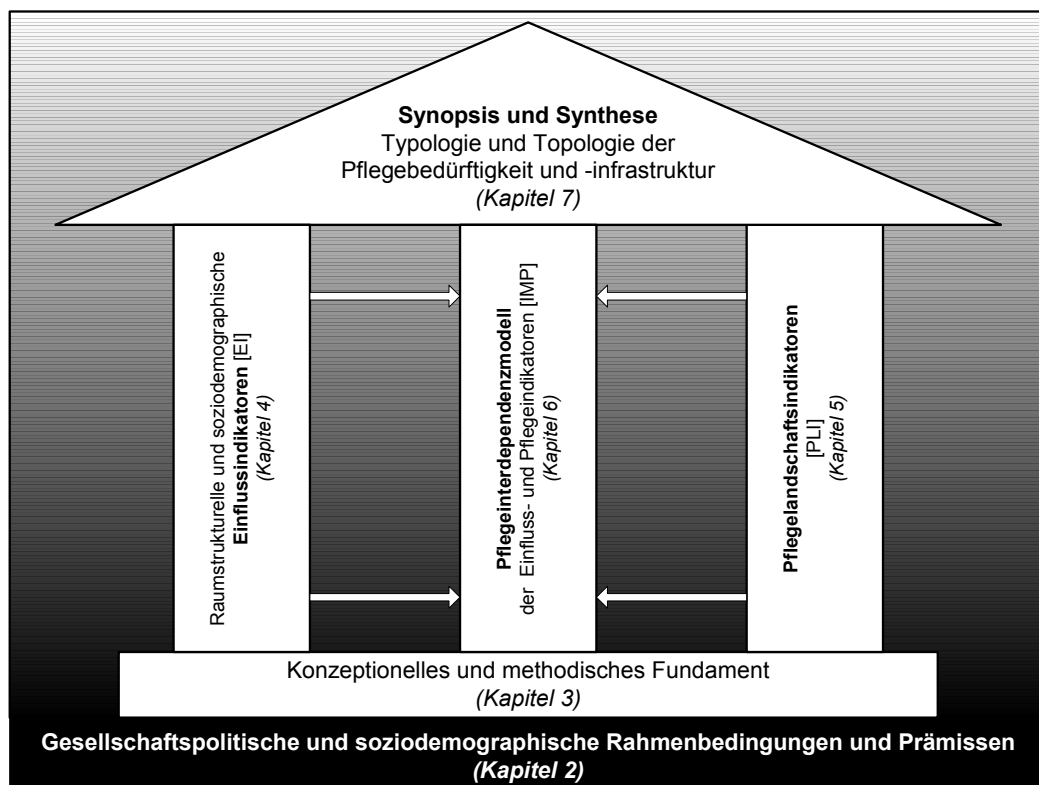 Synopsis und Synthese
Typologie und Topologie der
Pflegebedürftigkeit und -infrastruktur
(Kapitel 7)
Raumstrukturelle und soziodemographische
Einflussindikatoren [EI]
(Kapitel 4)
Pflegeinterdependenzmodell
der Einfluss- und Pflegeindikatoren [IMP]
(Kapitel 6)
Pflegelandschaftsindikatoren
[PLI]
(Kapitel 5)
Konzeptionelles und methodisches Fundament
(Kapitel 3)
Gesellschaftspolitische und soziodemographische Rahmenbedingungen und Prämissen
(Kapitel 2)